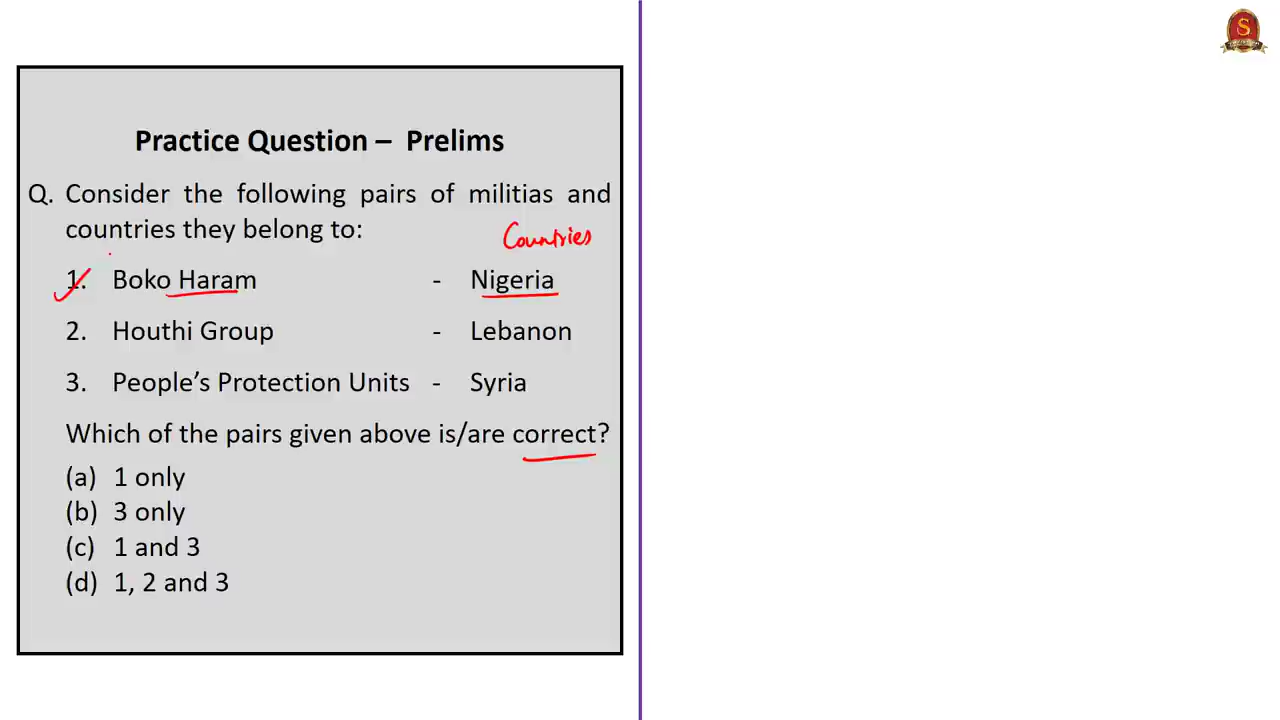 Practice Question – Prelims
Q. Consider the following pairs of militias and
countries they belong to:
Countries
1. Boko Haram - Nigeria
2. Houthi Group - Lebanon
3. People’s Protection Units - Syria
Which of the pairs given above is/are correct?
(a) 1 only
(b) 3 only
(c) 1 and 3
(d) 1, 2 and 3
S